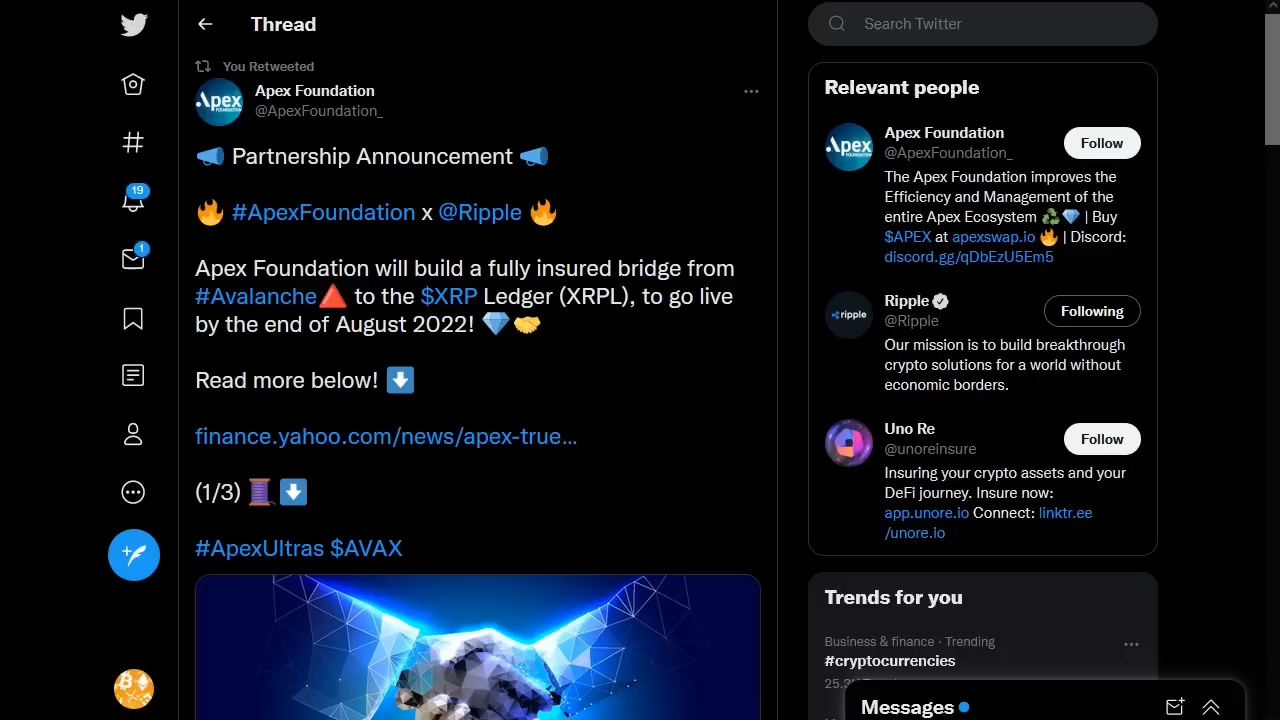 Thread
You Retweeted
Apex
FOUNDATION
Apex Foundation
@ApexFoundation_
📣 Partnership Announcement 📣
🔥 #ApexFoundation x @Ripple 🔥
Apex Foundation will build a fully insured bridge from
#Avalanche🔺 to the $XRP Ledger (XRPL), to go live
by the end of August 2022! 💎🤝
Read more below! ⬇️
finance.yahoo.com/news/apex-true…
(1/3) 🧵⬇️
#ApexUltras $AVAX
19
1
Search Twitter
Relevant people
Apex
FOUNDATION
Apex Foundation
@ApexFoundation_
Follow
The Apex Foundation improves the
Efficiency and Management of the
entire Apex Ecosystem ♻️💎 | Buy
$APEX at apexswap.io 🔥 | Discord:
discord.gg/qDbEzU5Em5
ripple
Ripple
@Ripple
Following
Our mission is to build breakthrough
crypto solutions for a world without
economic borders.
Uno Re
@unoreinsure
Follow
Insuring your crypto assets and your
DeFi journey. Insure now:
app.unore.io Connect: linktr.ee
/unore.io
Trends for you
Business & finance · Trending
#cryptocurrencies
Messages